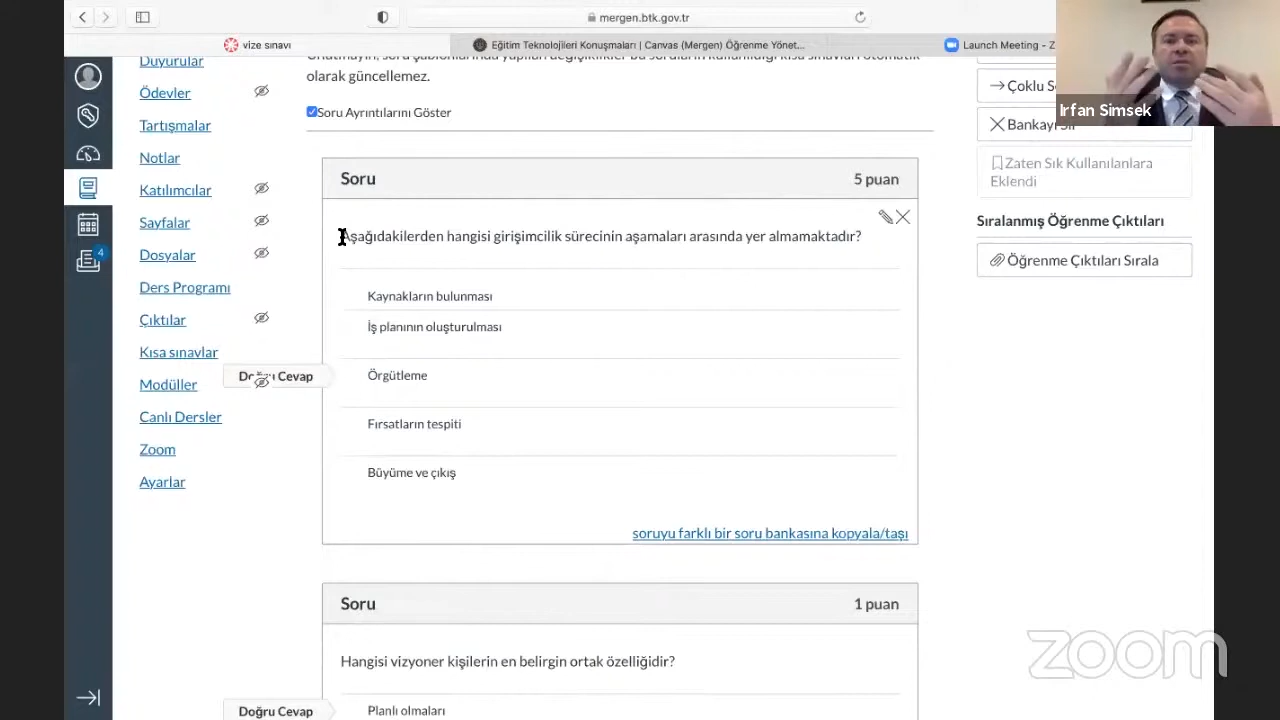 mergen.btk.gov.tr
vize sınavı
Eğitim Teknolojileri Konuşmaları | Canvas (Mergen) Öğrenme Yönet...
Launch Meeting - Z
Duyurular
Ödevler
Tartışmalar
Notlar
Katılımcılar
Sayfalar
4
Dosyalar
Ders Programı
Çıktılar
Kısa sınavlar
Modüller
Canlı Dersler
Zoom
Ayarlar
olarak güncellemez.
Soru Ayrıntılarını Göster
Soru
5 puan
Aşağıdakilerden hangisi girişimcilik sürecinin aşamaları arasında yer almamaktadır?
Kaynakların bulunması
İş planının oluşturulması
Doğru Cevap
Örgütleme
Fırsatların tespiti
Büyüme ve çıkış
soruyu farklı bir soru bankasına kopyala/taşı
Soru
1 puan
Hangisi vizyoner kişilerin en belirgin ortak özelliğidir?
Doğru Cevap
Planlı olmaları
Çoklu
Irfan Simsek
Bankayı Sil
Zaten Sık Kullanılanlara
Eklendi
Sıralanmış Öğrenme Çıktıları
Öğrenme Çıktıları Sırala
zoom